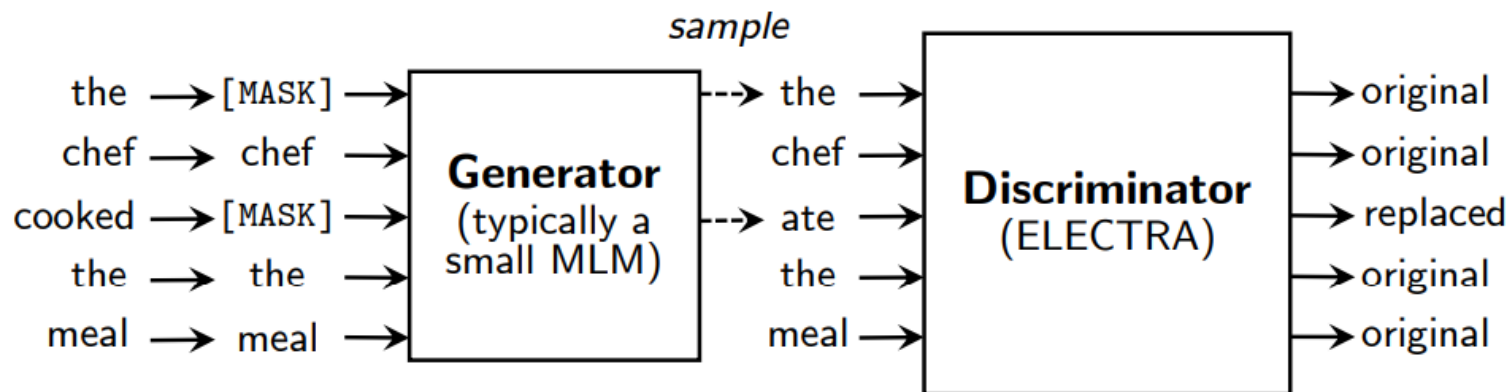 sample
the [MASK] the original
chef chef chef original
Generator
Discriminator
cooked [MASK] (typically a ate (ELECTRA) replaced
small MLM)
the the the original
meal meal meal original